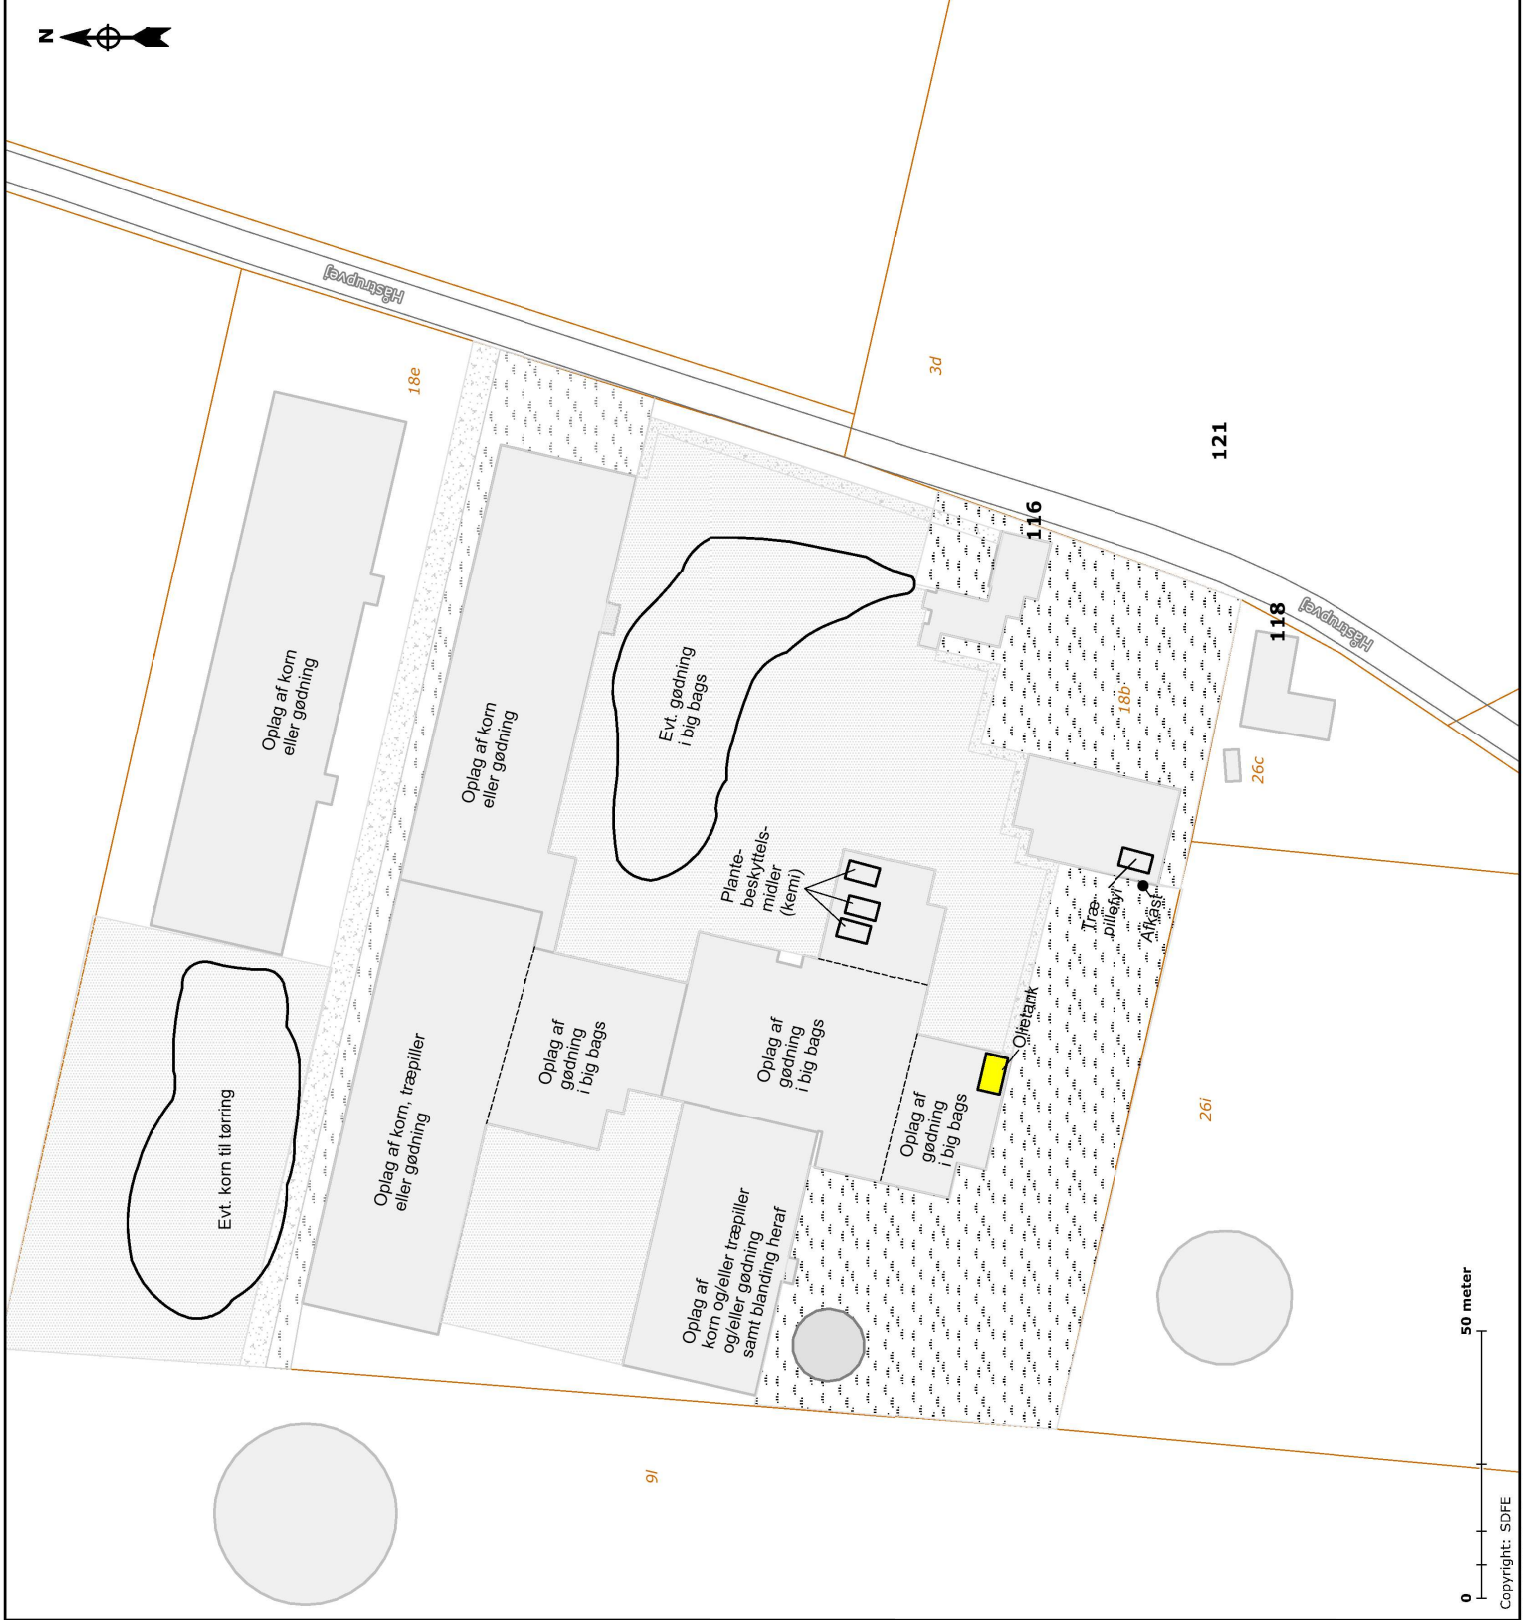 N
Håstrupvej
18e
Oplag af korn
eller gødning
3d
121
116
Oplag af korn
eller gødning
Evt. gødning
i big bags
118
Håstrupvej
18b
26c
Plante-
beskyttels-
midler
(kemi)
Træ-
pillefyr
Afkast
Evt. korn til tørring
Oplag af korn, træpiller
eller gødning
Oplag af
gødning
i big bags
Oplag af
gødning
i big bags
Olietank
Oplag af
gødning
i big bags
26i
Oplag af
korn og/eller træpiller
og/eller gødning
samt blanding heraf
9l
0
50 meter
Copyright: SDFE